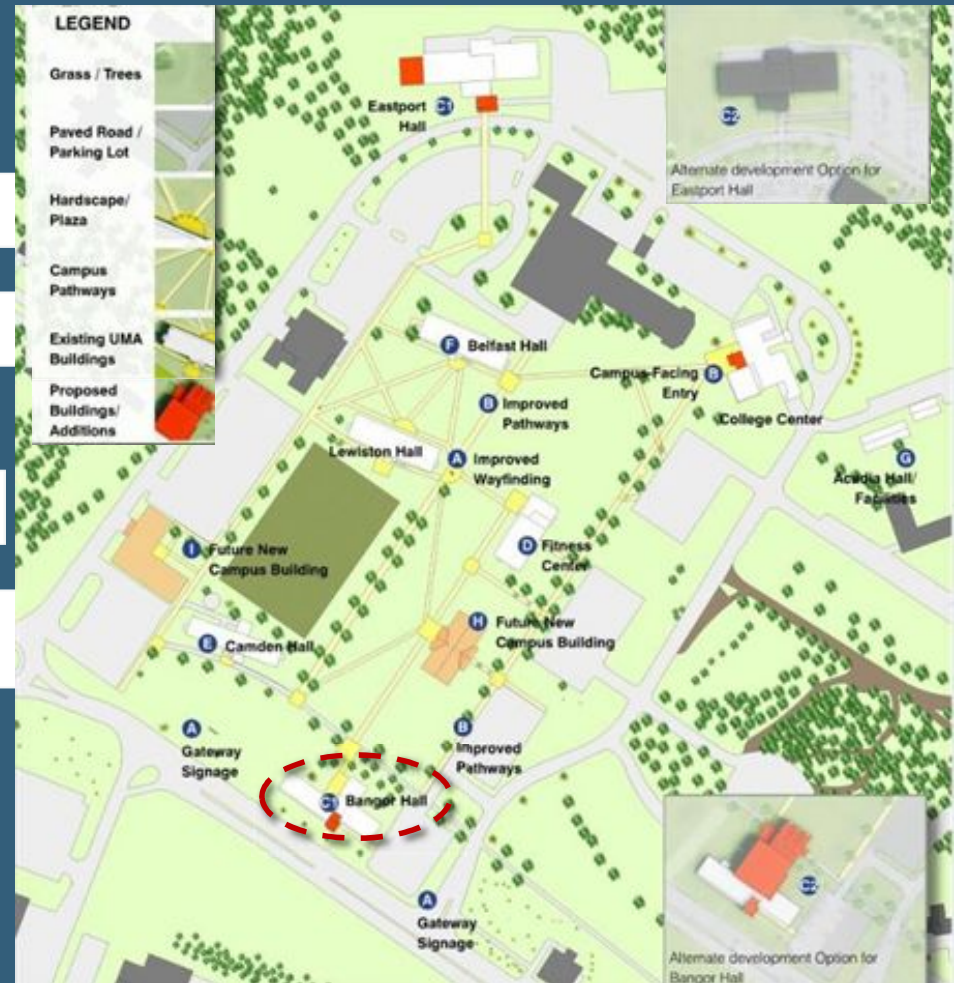 LEGEND
Grass / Trees
Paved Road /
Parking Lot
Hardscape/
Plaza
Campus
Pathways
Existing UMA
Buildings
Proposed
Buildings/
Additions
Eastport
Hall
C1
C2
Alternate development Option for
Eastport Hall
F Belfast Hall
Campus-Facing
Entry
B
B Improved
Pathways
College Center
Lewiston Hall
A Improved
Wayfinding
G
Acadia Hall/
Facilities
D Fitness
Center
I Future New
Campus Building
H Future New
Campus Building
E Camden Hall
A
Gateway
Signage
B
Improved
Pathways
C1 Bangor Hall
C2
A
Gateway
Signage
Alternate development Option for
Bangor Hall